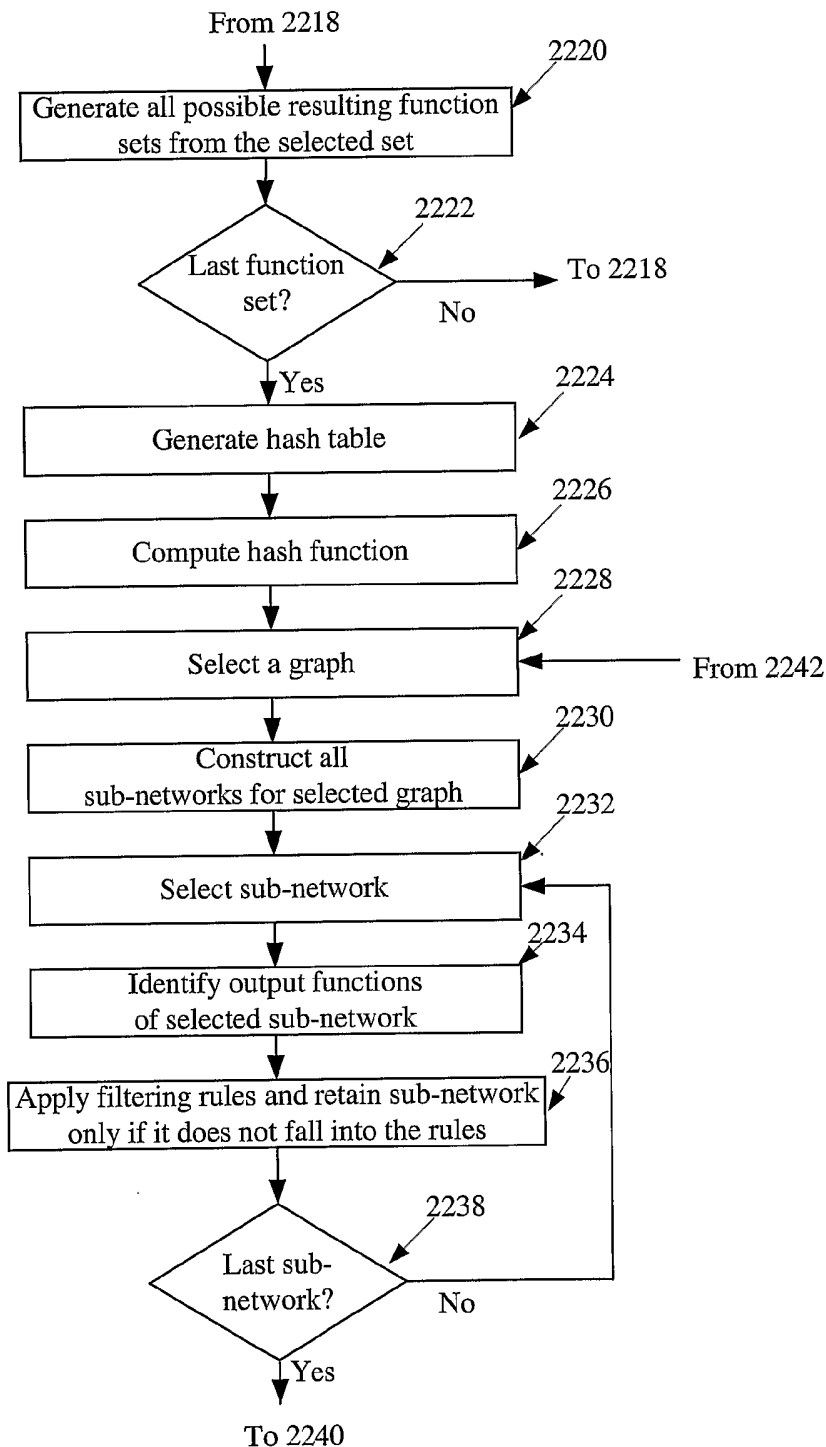 From 2218
2220
Generate all possible resulting function
sets from the selected set
2222
Last function
set?
To 2218
No
Yes
2224
Generate hash table
2226
Compute hash function
2228
Select a graph
From 2242
2230
Construct all
sub-networks for selected graph
2232
Select sub-network
2234
Identify output functions
of selected sub-network
2236
Apply filtering rules and retain sub-network
only if it does not fall into the rules
2238
Last sub-
network?
No
Yes
To 2240